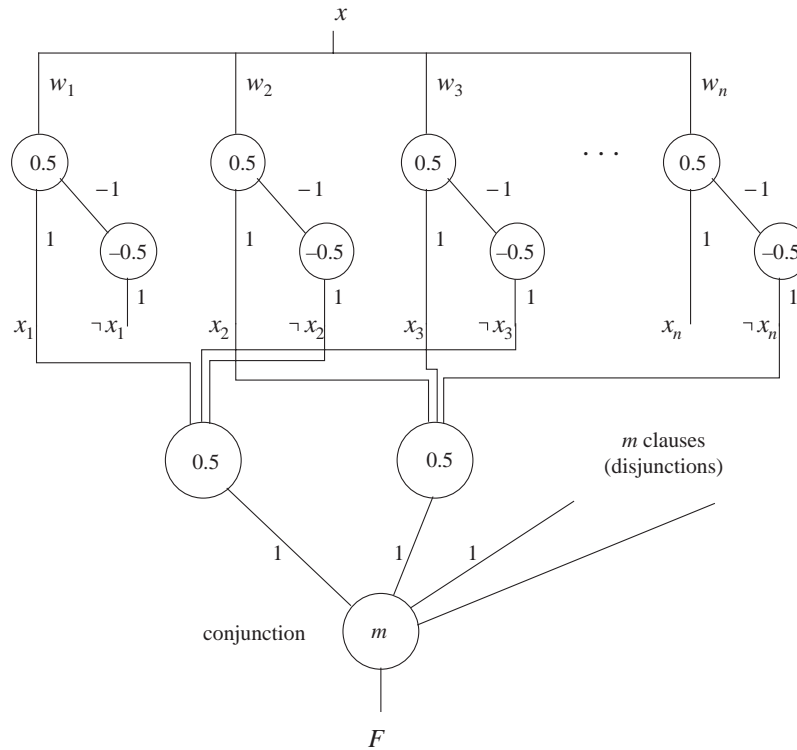 x
w₁ w₂ w₃ wₙ
0.5 0.5 0.5 . . . 0.5
−1 −1 −1 −1
1 –0.5 1 –0.5 1 –0.5 1 –0.5
1 1 1 1
x₁ ¬x₁ x₂ ¬x₂ x₃ ¬x₃ xₙ ¬xₙ
m clauses
(disjunctions)
0.5 0.5
1 1 1
conjunction m
F